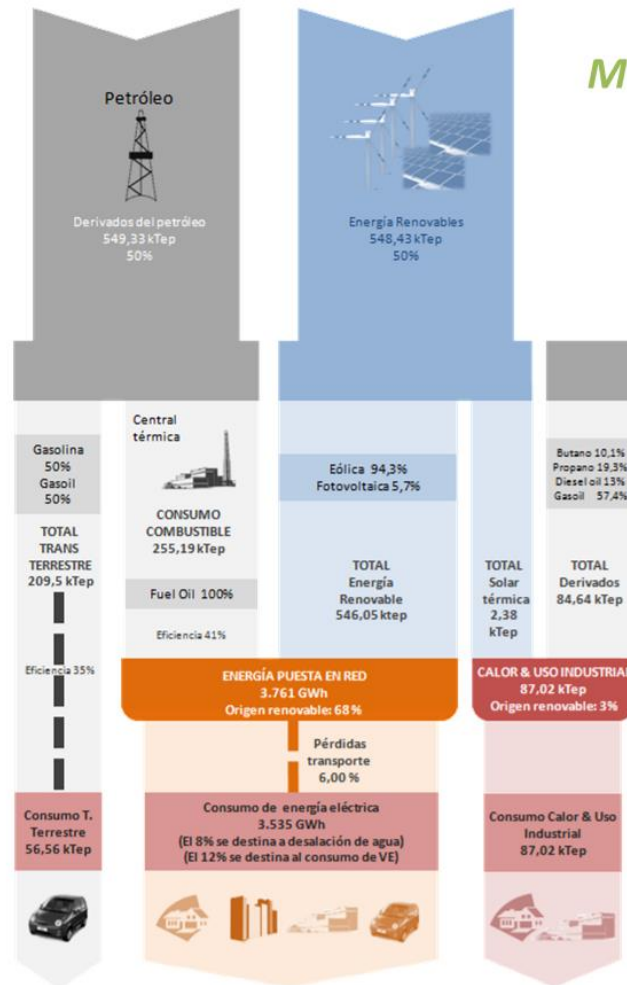 M
Petróleo
Derivados del petróleo
549,33 kTep
50%
Energía Renovables
548,43 kTep
50%
Gasolina
50%
Gasoil
50%
TOTAL
TRANS
TERRESTRE
209,5 kTep
Eficiencia 35%
Consumo T.
Terrestre
56,56 kTep
Central
térmica
CONSUMO
COMBUSTIBLE
255,19 kTep
Fuel Oil 100%
Eficiencia 41%
Eólica 94,3%
Fotovoltaica 5,7%
TOTAL
Energía
Renovable
546,05 ktep
TOTAL
Solar
térmica
2,38
kTep
Butano 10,1%
Propano 19,3%
Diesel oil 13%
Gasoil 57,4%
TOTAL
Derivados
84,64 kTep
ENERGÍA PUESTA EN RED
3.761 GWh
Origen renovable: 68%
Pérdidas
transporte
6,00 %
Consumo de energía eléctrica
3.535 GWh
(El 8% se destina a desalación de agua)
(El 12% se destina al consumo de VE)
CALOR & USO INDUSTRIAL
87,02 kTep
Origen renovable: 3%
Consumo Calor & Uso
Industrial
87,02 kTep